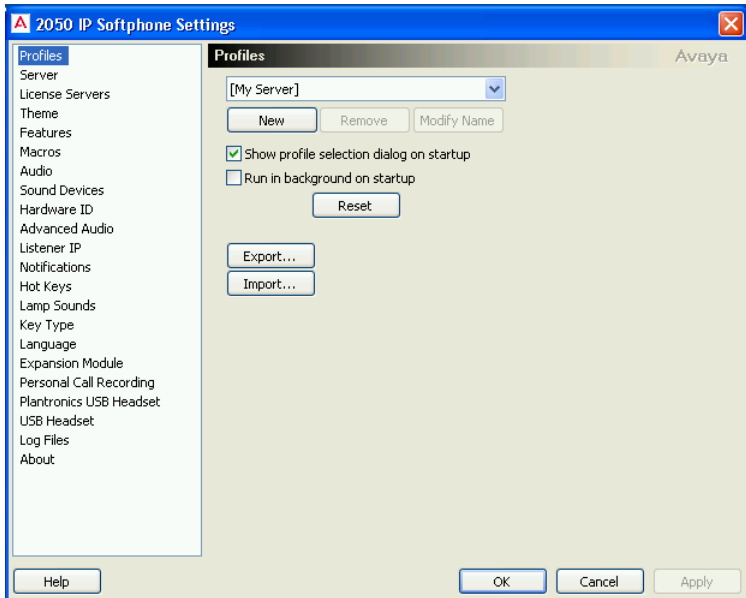 A 2050 IP Softphone Settings
Profiles
Server
License Servers
Theme
Features
Macros
Audio
Sound Devices
Hardware ID
Advanced Audio
Listener IP
Notifications
Hot Keys
Lamp Sounds
Key Type
Language
Expansion Module
Personal Call Recording
Plantronics USB Headset
USB Headset
Log Files
About
Profiles
Avaya
[My Server]
New Remove Modify Name
Show profile selection dialog on startup
Run in background on startup
Reset
Export...
Import...
Help OK Cancel Apply